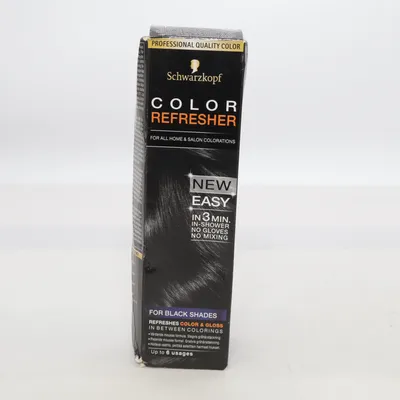 PROFESSIONAL QUALITY COLOR
Schwarzkopf
COLOR
REFRESHER
FOR ALL HOME & SALON COLORATIONS
NEW
EASY
IN 3 MIN.
IN-SHOWER
NO GLOVES
NO MIXING
FOR BLACK SHADES
REFRESHES COLOR & GLOSS
IN BETWEEN COLORINGS
Up to 6 usages